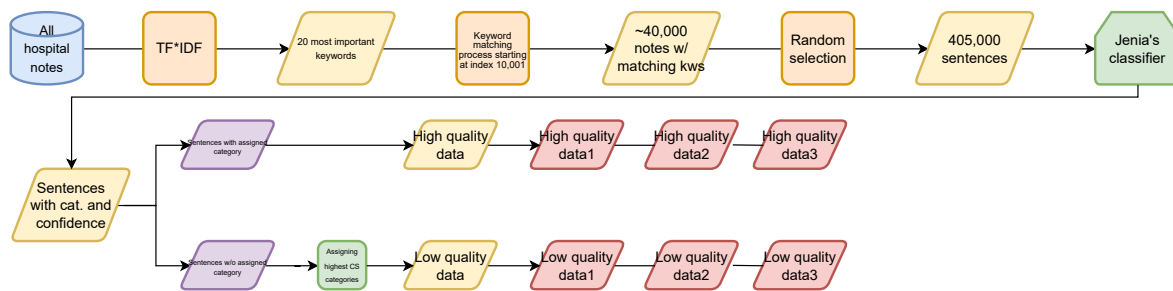 All
hospital
notes
TF*IDF
20 most important
keywords
Keyword
matching
process starting
at index 10,001
~40,000
notes w/
matching kws
Random
selection
405,000
sentences
Jenia's
classifier
Sentences
with cat. and
confidence
Sentences with assigned
category
High quality
data
High quality
data1
High quality
data2
High quality
data3
Sentences w/o assigned
category
Assigning
highest CS
categories
Low quality
data
Low quality
data1
Low quality
data2
Low quality
data3